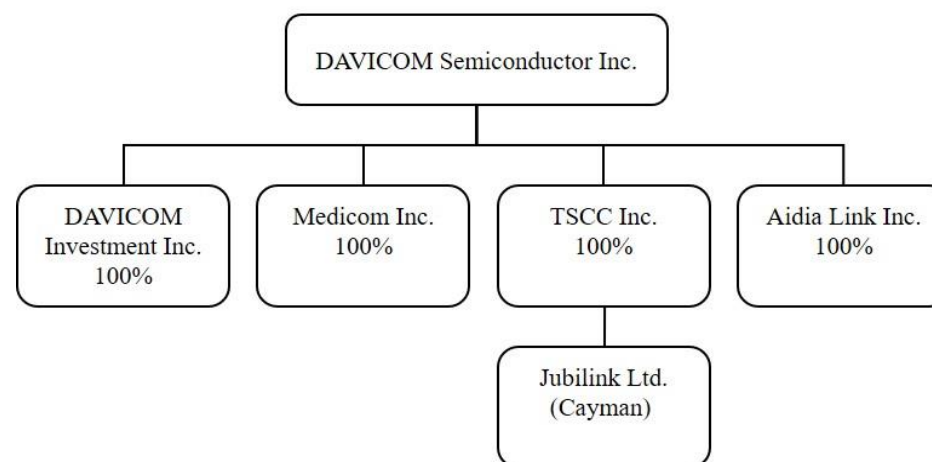 DAVICOM Semiconductor Inc.
DAVICOM
Investment Inc.
100%
Medicom Inc.
100%
TSCC Inc.
100%
Aidia Link Inc.
100%
Jubilink Ltd.
(Cayman)